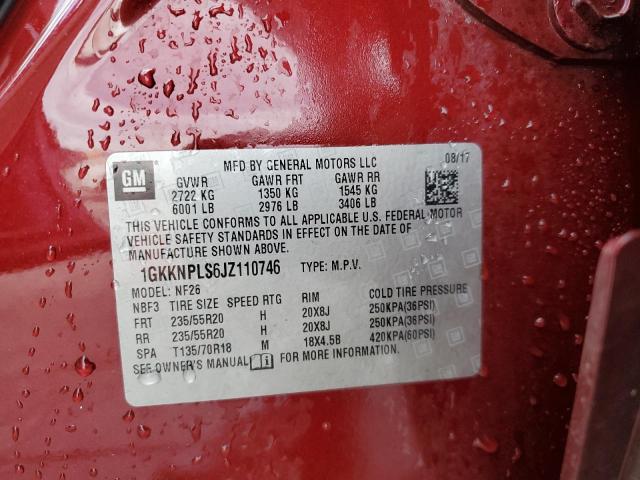 GM
MFD BY GENERAL MOTORS LLC 08/17
GVWR GAWR FRT GAWR RR
2722 KG 1350 KG 1545 KG
6001 LB 2976 LB 3406 LB
THIS VEHICLE CONFORMS TO ALL APPLICABLE U.S. FEDERAL MOTOR
VEHICLE SAFETY STANDARDS IN EFFECT ON THE DATE OF
MANUFACTURE SHOWN ABOVE.
1GKKNPLS6JZ110746 TYPE: M.P.V.
MODEL: NF26
NBF3 TIRE SIZE SPEED RTG RIM COLD TIRE PRESSURE
FRT 235/55R20 H 20X8J 250KPA(36PSI)
RR 235/55R20 H 20X8J 250KPA(36PSI)
SPA T135/70R18 M 18X4.5B 420KPA(60PSI)
SEE OWNER'S MANUAL FOR MORE INFORMATION.